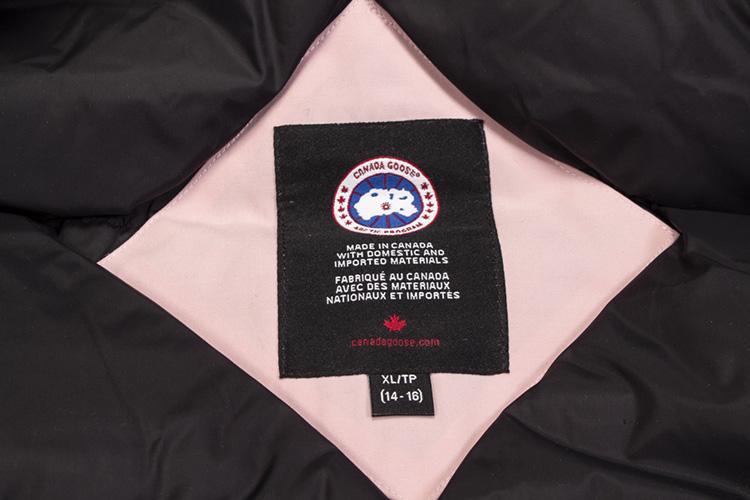 CANADA GOOSE®
ARCTIC PROGRAM
MADE IN CANADA
WITH DOMESTIC AND
IMPORTED MATERIALS
FABRIQUÉ AU CANADA
AVEC DES MATERIAUX
NATIONAUX ET IMPORTÉS
canadagoose.com
XL/TP
(14-16)